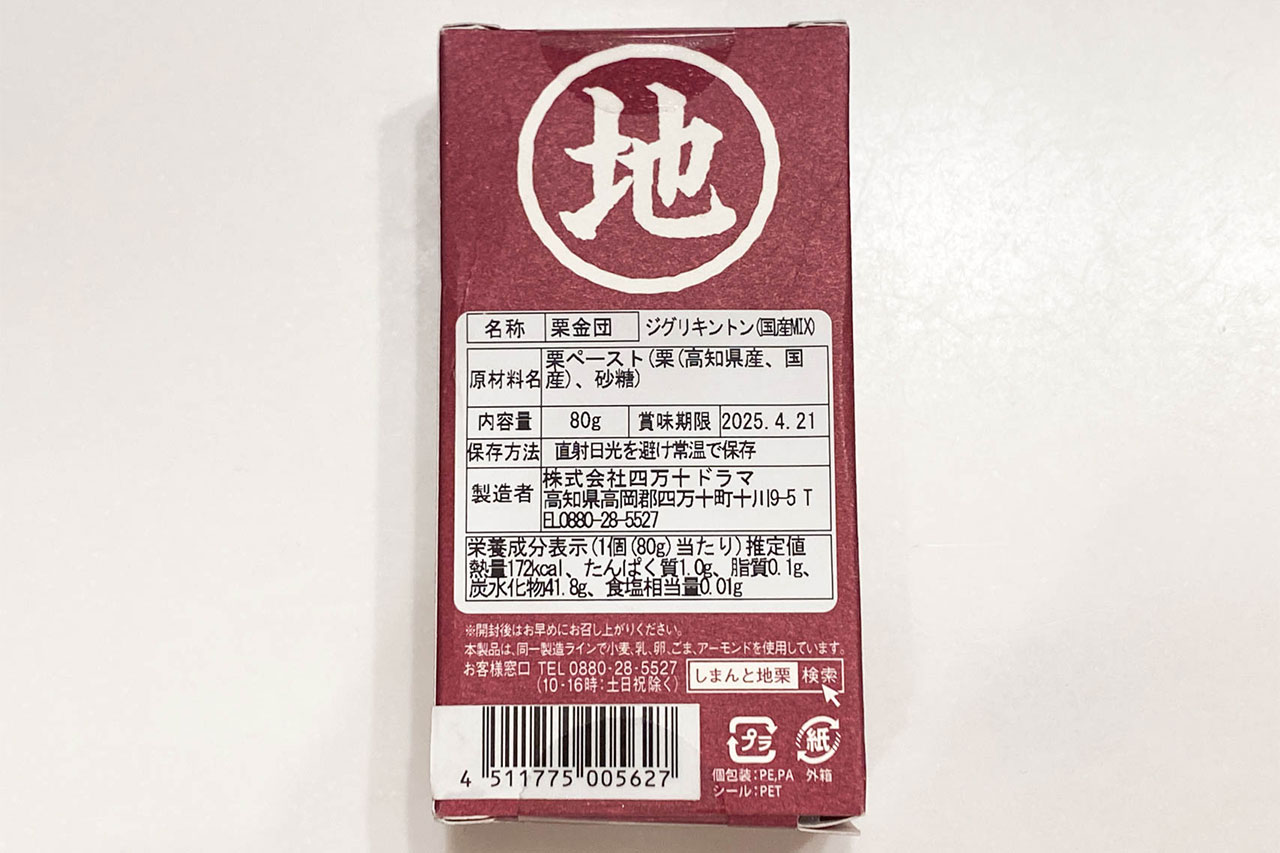 地
名称 栗金団 ジグリキントン(国産MIX)
原材料名 栗ペースト(栗(高知県産、国
産)、砂糖)
内容量 80g 賞味期限 2025.4.21
保存方法 直射日光を避け常温で保存
製造者 株式会社四万十ドラマ
高知県高岡郡四万十町十川9-5 T
EL0880-28-5527
栄養成分表示(1個(80g)当たり)推定値
熱量172kcal、たんぱく質1.0g、脂質0.1g、
炭水化物41.8g、食塩相当量0.01g
※開封後はお早めにお召し上がりください。
本製品は、同一製造ラインで小麦、乳、卵、ごま、アーモンドを使用しています。
お客様窓口 TEL 0880-28-5527
(10-16時:土日祝除く)
しまんと地栗 検索
4 511775 005627
プラ 紙
個包装:PE,PA 外箱
シール:PET